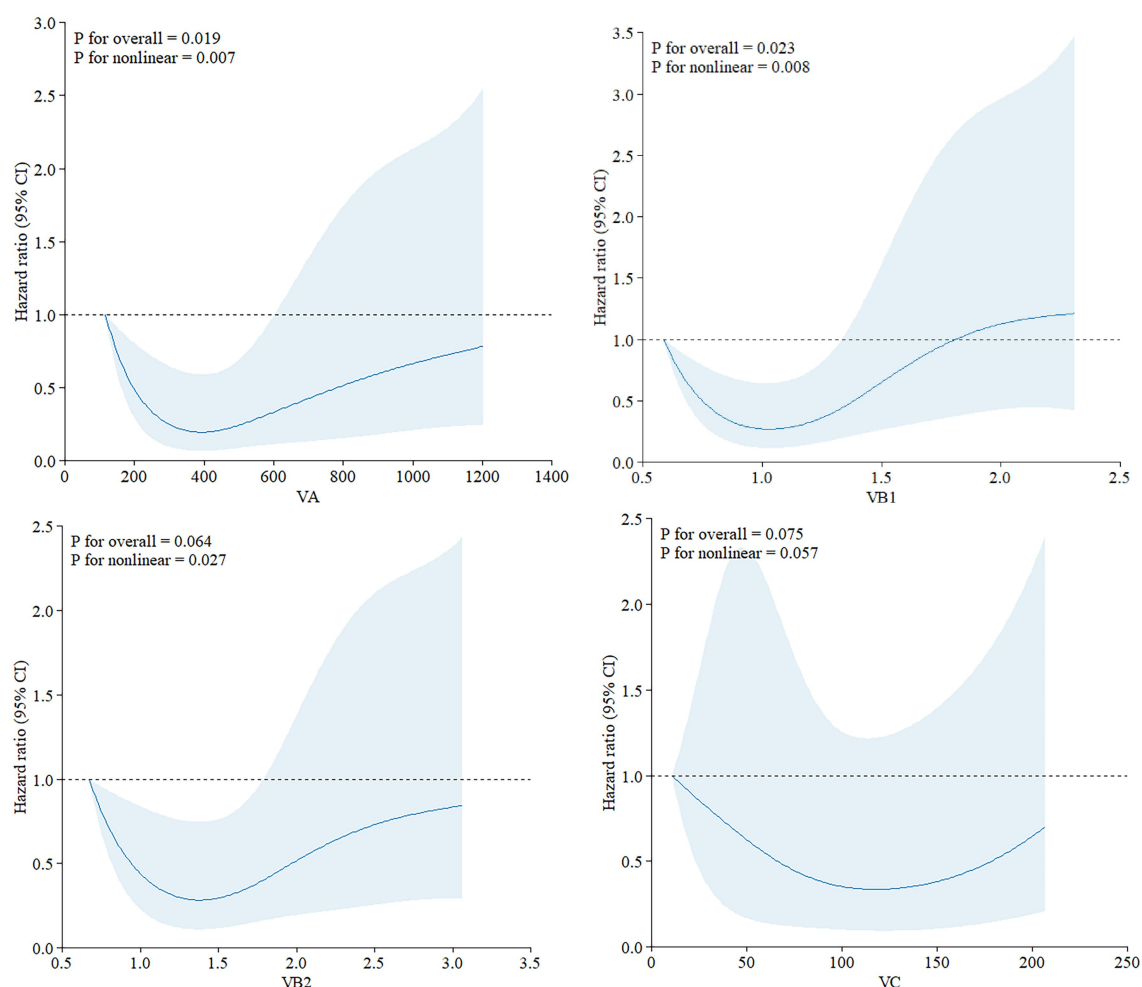 P for overall = 0.019
P for nonlinear = 0.007
Hazard ratio (95% CI)
3.0
2.5
2.0
1.5
1.0
0.5
0.0
0 200 400 600 800 1000 1200 1400
VA
P for overall = 0.023
P for nonlinear = 0.008
Hazard ratio (95% CI)
3.5
3.0
2.5
2.0
1.5
1.0
0.5
0.0
0.5 1.0 1.5 2.0 2.5
VB1
P for overall = 0.064
P for nonlinear = 0.027
Hazard ratio (95% CI)
2.5
2.0
1.5
1.0
0.5
0.0
0.5 1.0 1.5 2.0 2.5 3.0 3.5
VB2
P for overall = 0.075
P for nonlinear = 0.057
Hazard ratio (95% CI)
2.5
2.0
1.5
1.0
0.5
0.0
0 50 100 150 200 250
VC